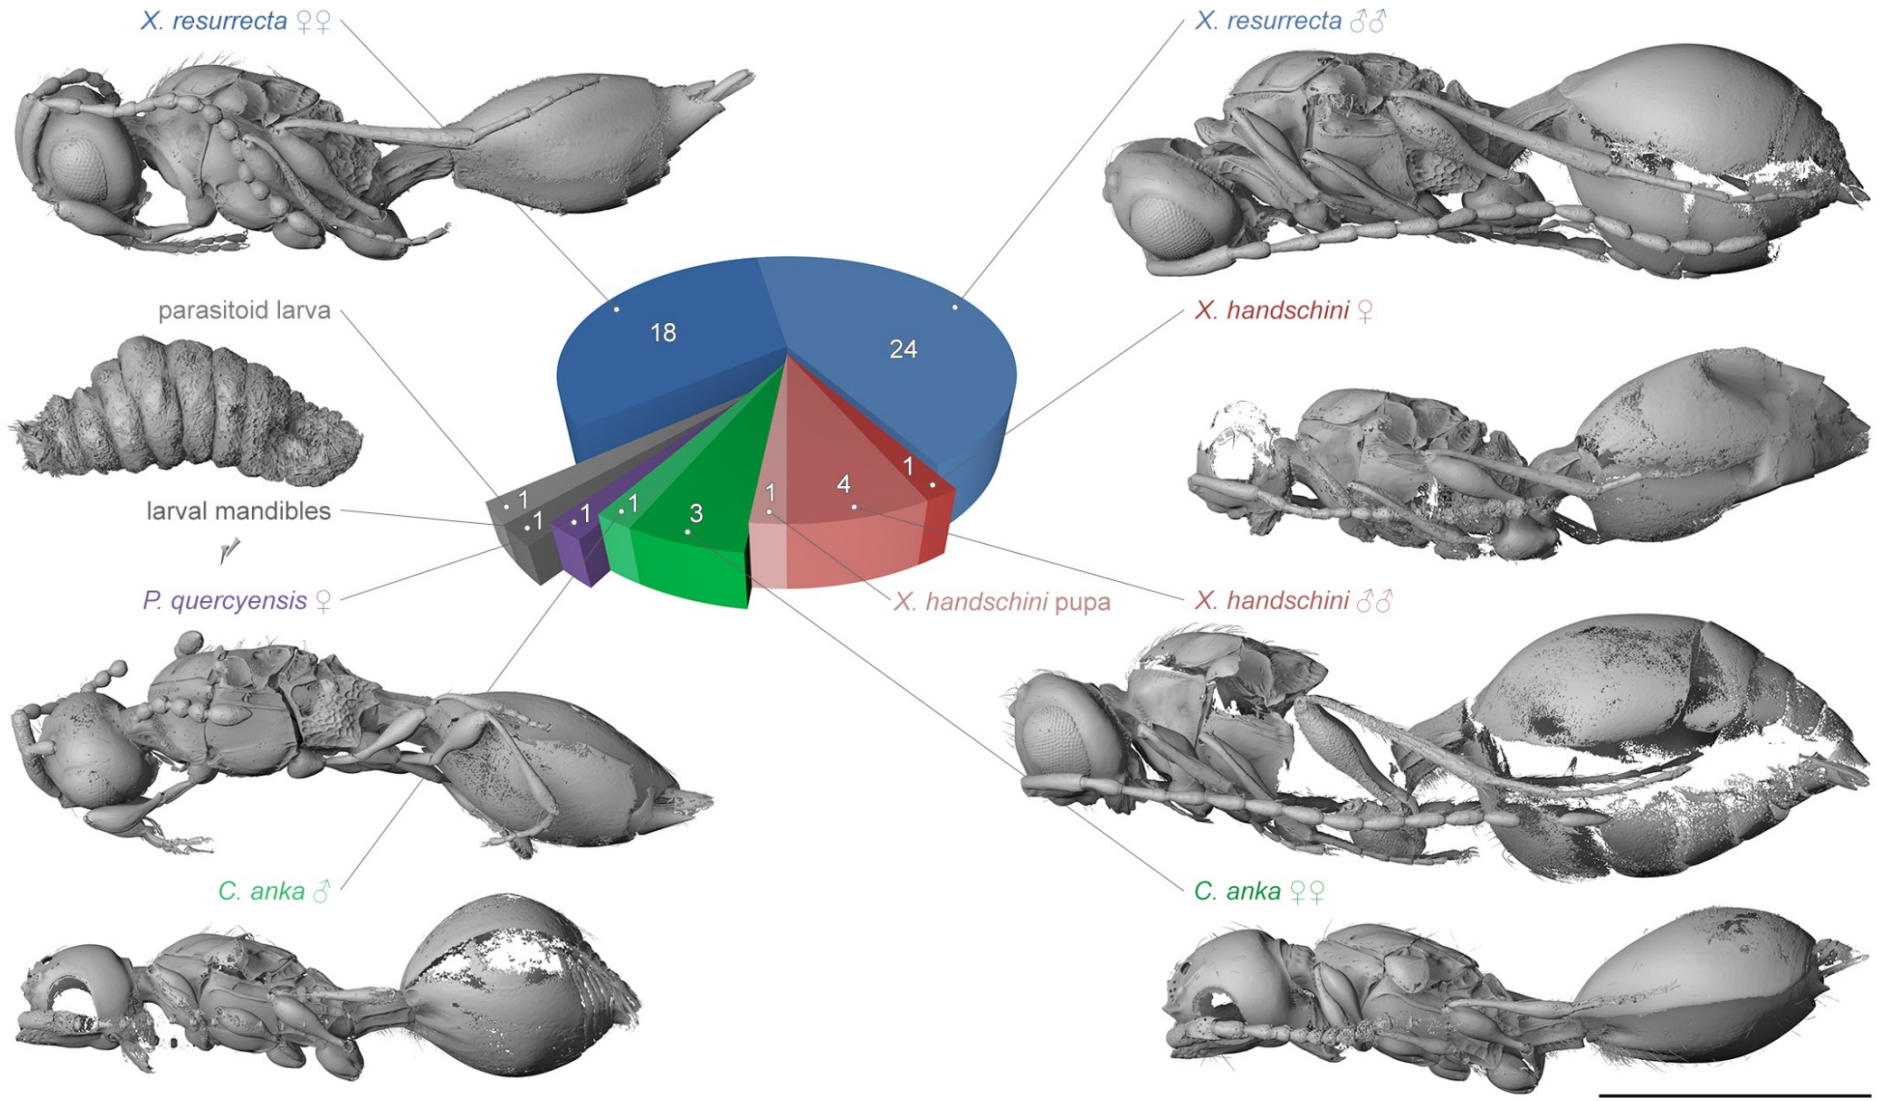 X. resurrecta ♀♀
X. resurrecta ♂♂
parasitoid larva
X. handschini ♀
18
24
1
1
1
1
1
3
1
4
larval mandibles
P. quercyensis ♀
X. handschini pupa
X. handschini ♂♂
C. anka ♂
C. anka ♀♀